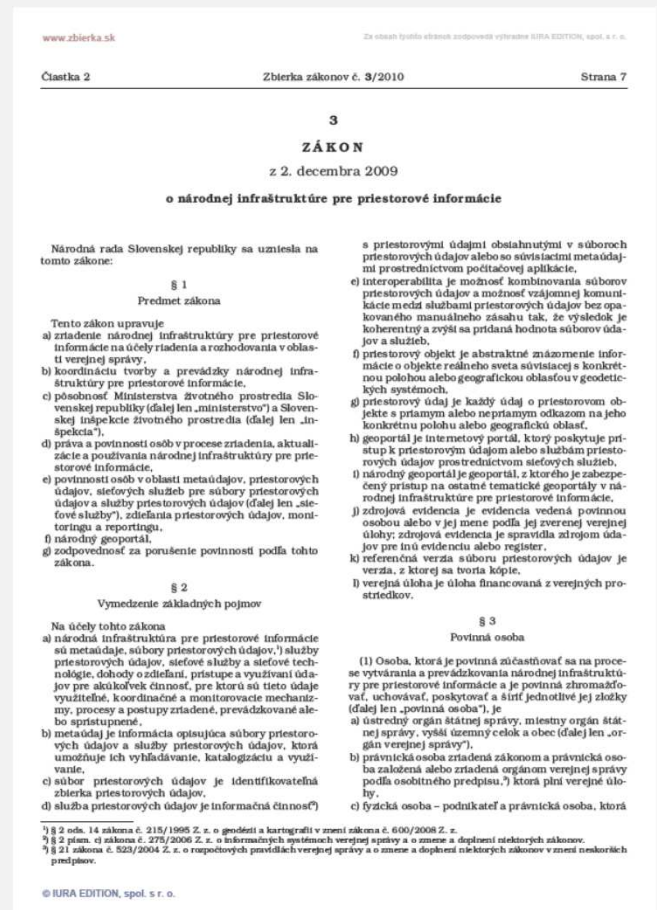 www.zbierka.sk
Za obsah týchto stránok zodpovedá výhradne IURA EDITION, spol. s r. o.
Čiastka 2
Zbierka zákonov č. 3/2010
Strana 7
3
ZÁKON
z 2. decembra 2009
o národnej infraštruktúre pre priestorové informácie
Národná rada Slovenskej republiky sa uzniesla na
tomto zákone:
§ 1
Predmet zákona
Tento zákon upravuje
a) zriadenie národnej infraštruktúry pre priestorové
informácie na účely riadenia a rozhodovania v oblas-
ti verejnej správy,
b) koordináciu tvorby a prevádzky národnej infra-
štruktúry pre priestorové informácie,
c) pôsobnosť Ministerstva životného prostredia Slo-
venskej republiky (ďalej len „ministerstvo“) a Sloven-
skej inšpekcie životného prostredia (ďalej len „in-
špekcia“),
d) práva a povinnosti osôb v procese zriadenia, aktuali-
zácie a používania národnej infraštruktúry pre prie-
storové informácie,
e) povinnosti osôb v oblasti metaúdajov, priestorových
údajov, sieťových služieb pre súbory priestorových
údajov a služby priestorových údajov (ďalej len „sie-
ťové služby“), zdieľania priestorových údajov, moni-
toringu a reportingu,
f) národný geoportál,
g) zodpovednosť za porušenie povinností podľa tohto
zákona.
§ 2
Vymedzenie základných pojmov
Na účely tohto zákona
a) národná infraštruktúra pre priestorové informácie
sú metaúdaje, súbory priestorových údajov,¹) služby
priestorových údajov, sieťové služby a sieťové tech-
nológie, dohody o zdieľaní, prístupe a využívaní úda-
jov pre akúkoľvek činnosť, pre ktorú sú tieto údaje
využiteľné, koordinačné a monitorovacie mechaniz-
my, procesy a postupy zriadené, prevádzkované ale-
bo sprístupnené,
b) metaúdaj je informácia opisujúca súbory priestoro-
vých údajov a služby priestorových údajov, ktorá
umožňuje ich vyhľadávanie, katalogizáciu a využí-
vanie,
c) súbor priestorových údajov je identifikovateľná
zbierka priestorových údajov,
d) služba priestorových údajov je informačná činnosť²)
s priestorovými údajmi obsiahnutými v súboroch
priestorových údajov alebo so súvisiacimi metaúdaj-
mi prostredníctvom počítačovej aplikácie,
e) interoperabilita je možnosť kombinovania súborov
priestorových údajov a možnosť vzájomnej komuni-
kácie medzi službami priestorových údajov bez opa-
kovaného manuálneho zásahu tak, že výsledok je
koherentný a zvýši sa pridaná hodnota súborov úda-
jov a služieb,
f) priestorový objekt je abstraktné znázornenie infor-
mácie o objekte reálneho sveta súvisiacej s konkrét-
nou polohou alebo geografickou oblasťou v geodetic-
kých systémoch,
g) priestorový údaj je každý údaj o priestorovom ob-
jekte s priamym alebo nepriamym odkazom na jeho
konkrétnu polohu alebo geografickú oblasť,
h) geoportál je internetový portál, ktorý poskytuje prí-
stup k priestorovým údajom alebo službám priesto-
rových údajov prostredníctvom sieťových služieb,
i) národný geoportál je geoportál, z ktorého je zabezpe-
čený prístup na ostatné tematické geoportály v ná-
rodnej infraštruktúre pre priestorové informácie,
j) zdrojová evidencia je evidencia vedená povinnou
osobou alebo v jej mene podľa jej zverenej verejnej
úlohy; zdrojová evidencia je spravidla zdrojom úda-
jov pre inú evidenciu alebo register,
k) referenčná verzia súboru priestorových údajov je
verzia, z ktorej sa tvoria kópie,
l) verejná úloha je úloha financovaná z verejných pro-
striedkov.
§ 3
Povinná osoba
(1) Osoba, ktorá je povinná zúčastňovať sa na proce-
se vytvárania a prevádzkovania národnej infraštruktú-
ry pre priestorové informácie a je povinná zhromažďo-
vať, uchovávať, poskytovať a šíriť jednotlivé jej zložky
(ďalej len „povinná osoba“), je
a) ústredný orgán štátnej správy, miestny orgán štát-
nej správy, vyšší územný celok a obec (ďalej len „or-
gán verejnej správy“),
b) právnická osoba zriadená zákonom a právnická oso-
ba založená alebo zriadená orgánom verejnej správy
podľa osobitného predpisu,³) ktorá plní verejné úlo-
hy,
c) fyzická osoba – podnikateľ a právnická osoba, ktorá
¹) § 2 ods. 14 zákona č. 215/1995 Z. z. o geodézii a kartografii v znení zákona č. 600/2008 Z. z.
²) § 2 písm. c) zákona č. 275/2006 Z. z. o informačných systémoch verejnej správy a o zmene a doplnení niektorých zákonov.
³) § 21 zákona č. 523/2004 Z. z. o rozpočtových pravidlách verejnej správy a o zmene a doplnení niektorých zákonov v znení neskorších
predpisov.
© IURA EDITION, spol. s r. o.